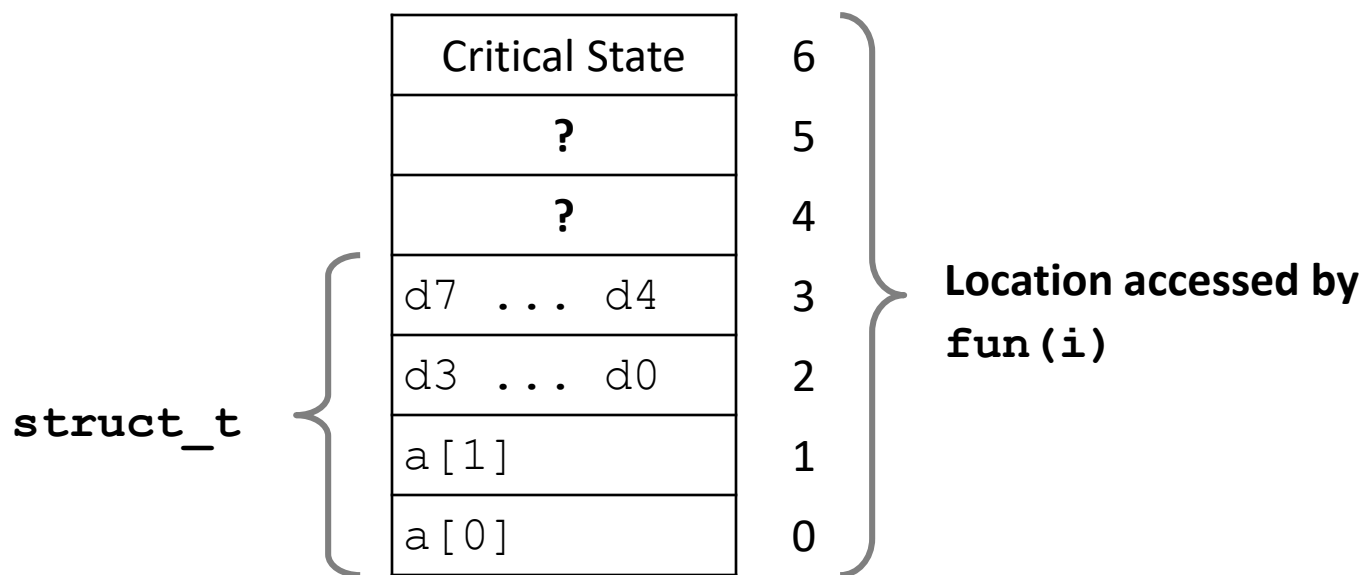 Critical State 6
? 5
? 4
d7 ... d4 3
d3 ... d0 2
a[1] 1
a[0] 0
struct_t
Location accessed by
fun(i)